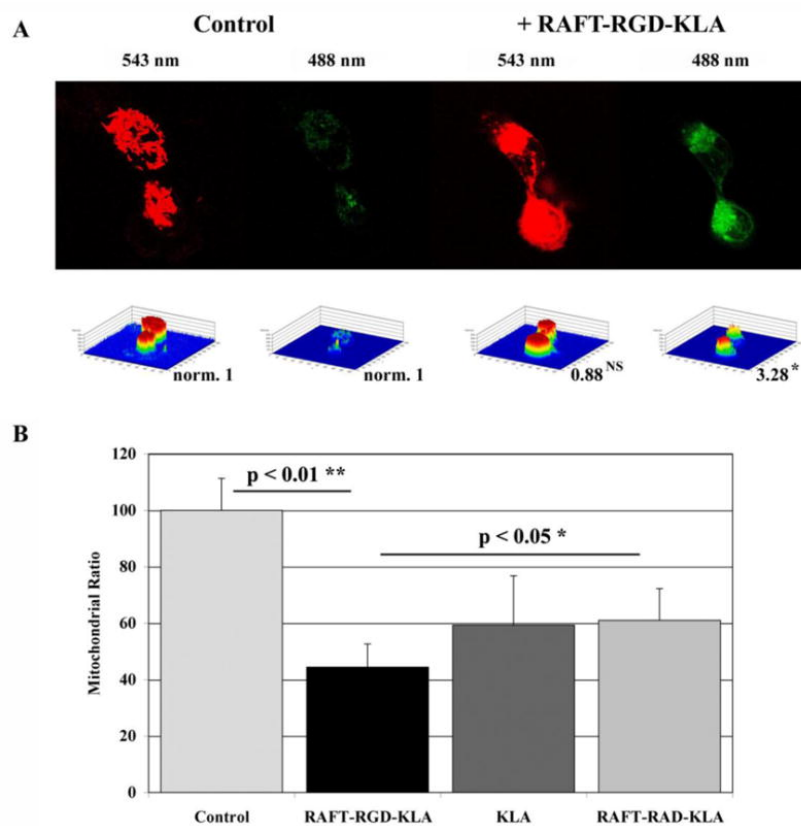 A
Control
+ RAFT-RGD-KLA
543 nm
488 nm
543 nm
488 nm
norm. 1
norm. 1
0.88 NS
3.28 *
B
120
100
80
60
40
20
0
Mitochondrial Ratio
p < 0.01 **
p < 0.05 *
Control
RAFT-RGD-KLA
KLA
RAFT-RAD-KLA